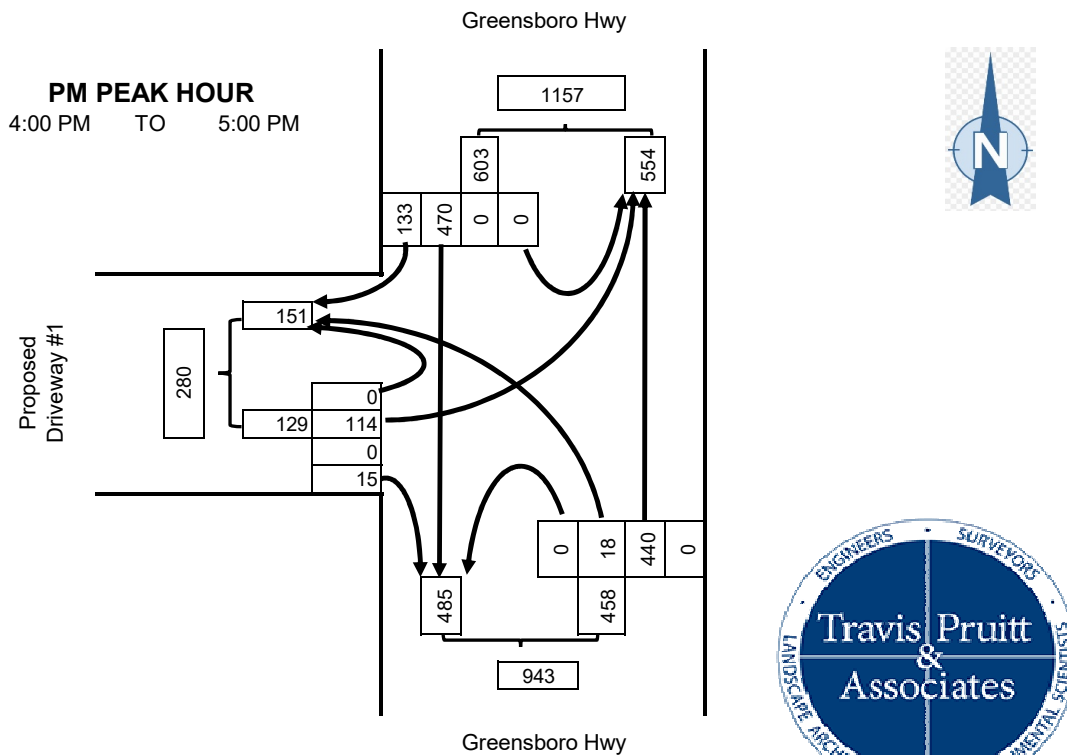 Greensboro Hwy
PM PEAK HOUR
4:00 PM TO 5:00 PM
1157
603
554
133 470 0 0
N
151
Proposed
Driveway #1
280
0
129 114
0
15
0 18 440 0
485
458
943
Greensboro Hwy
ENGINEERS · SURVEYORS
LANDSCAPE
SCIENTISTS
Travis Pruitt
&
Associates